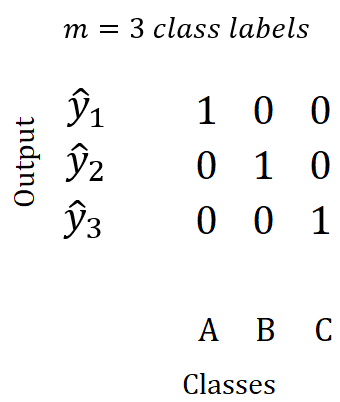 m = 3 class labels
Output
ŷ₁ 1 0 0
ŷ₂ 0 1 0
ŷ₃ 0 0 1
A B C
Classes